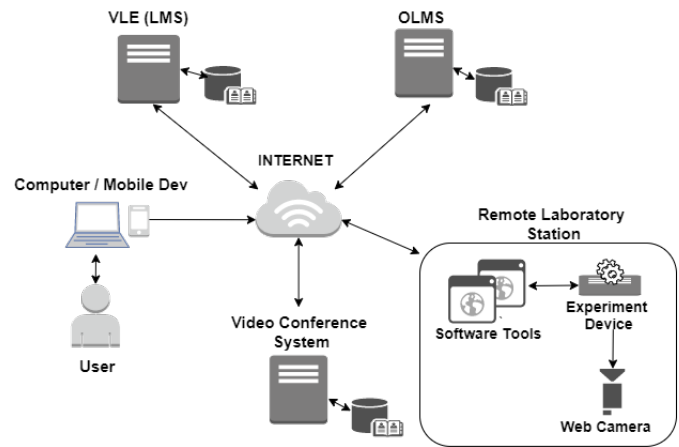 VLE (LMS)
OLMS
INTERNET
Computer / Mobile Dev
Remote Laboratory
Station
Software Tools
Experiment
Device
Video Conference
System
User
Web Camera